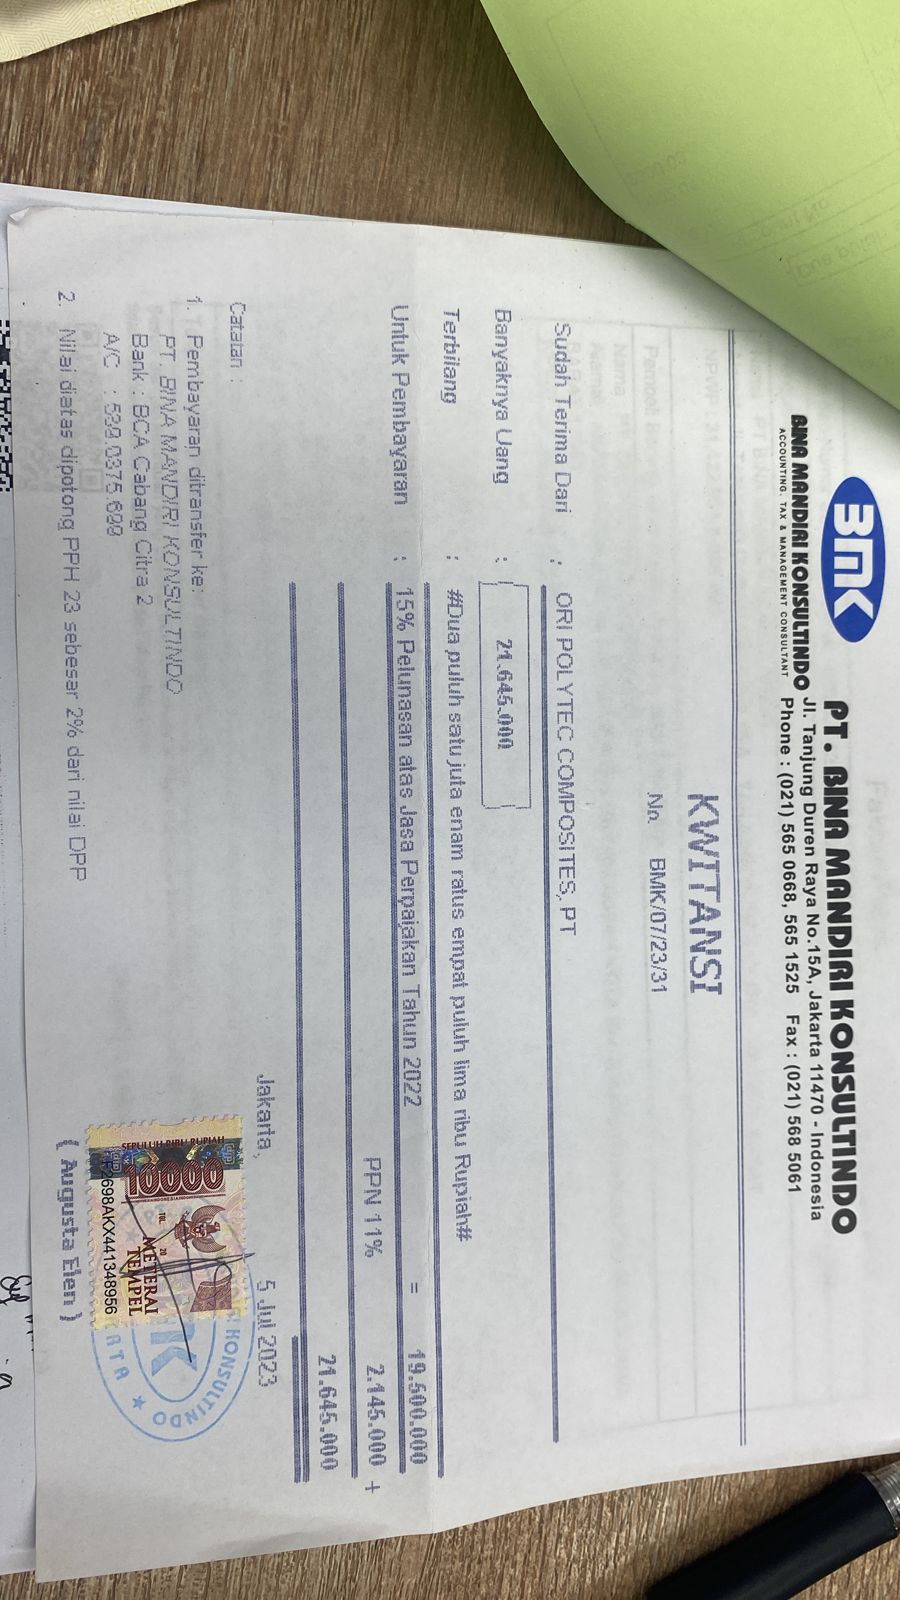 BMK
BINA MANDIRI KONSULTINDO
ACCOUNTING, TAX & MANAGEMENT CONSULTANT
PT. BINA MANDIRI KONSULTINDO
Jl. Tanjung Duren Raya No.15A, Jakarta 11470 - Indonesia
Phone : (021) 565 0668, 565 1525 Fax : (021) 568 5061
KWITANSI
No. BMK/07/23/31
Sudah Terima Dari : ORI POLYTEC COMPOSITES, PT
Banyaknya Uang : 21.645.000
Terbilang : #Dua puluh satu juta enam ratus empat puluh lima ribu Rupiah#
Untuk Pembayaran : 15% Pelunasan atas Jasa Perpajakan Tahun 2022 = 19.500.000
PPN 11% 2.145.000 +
21.645.000
Jakarta, 5 Jul 2023
Catatan :
1. Pembayaran ditransfer ke:
PT. BINA MANDIRI KONSULTINDO
Bank : BCA Cabang Citra 2
A/C :
2. Nilai diatas dipotong PPH 23 sebesar 2% dari nilai DPP
SEPULUH RIBU RUPIAH
10000
TGL. 20
METERAI
TEMPEL
2698AKX441348956
KONSULTINDO
( Augusta Elen )